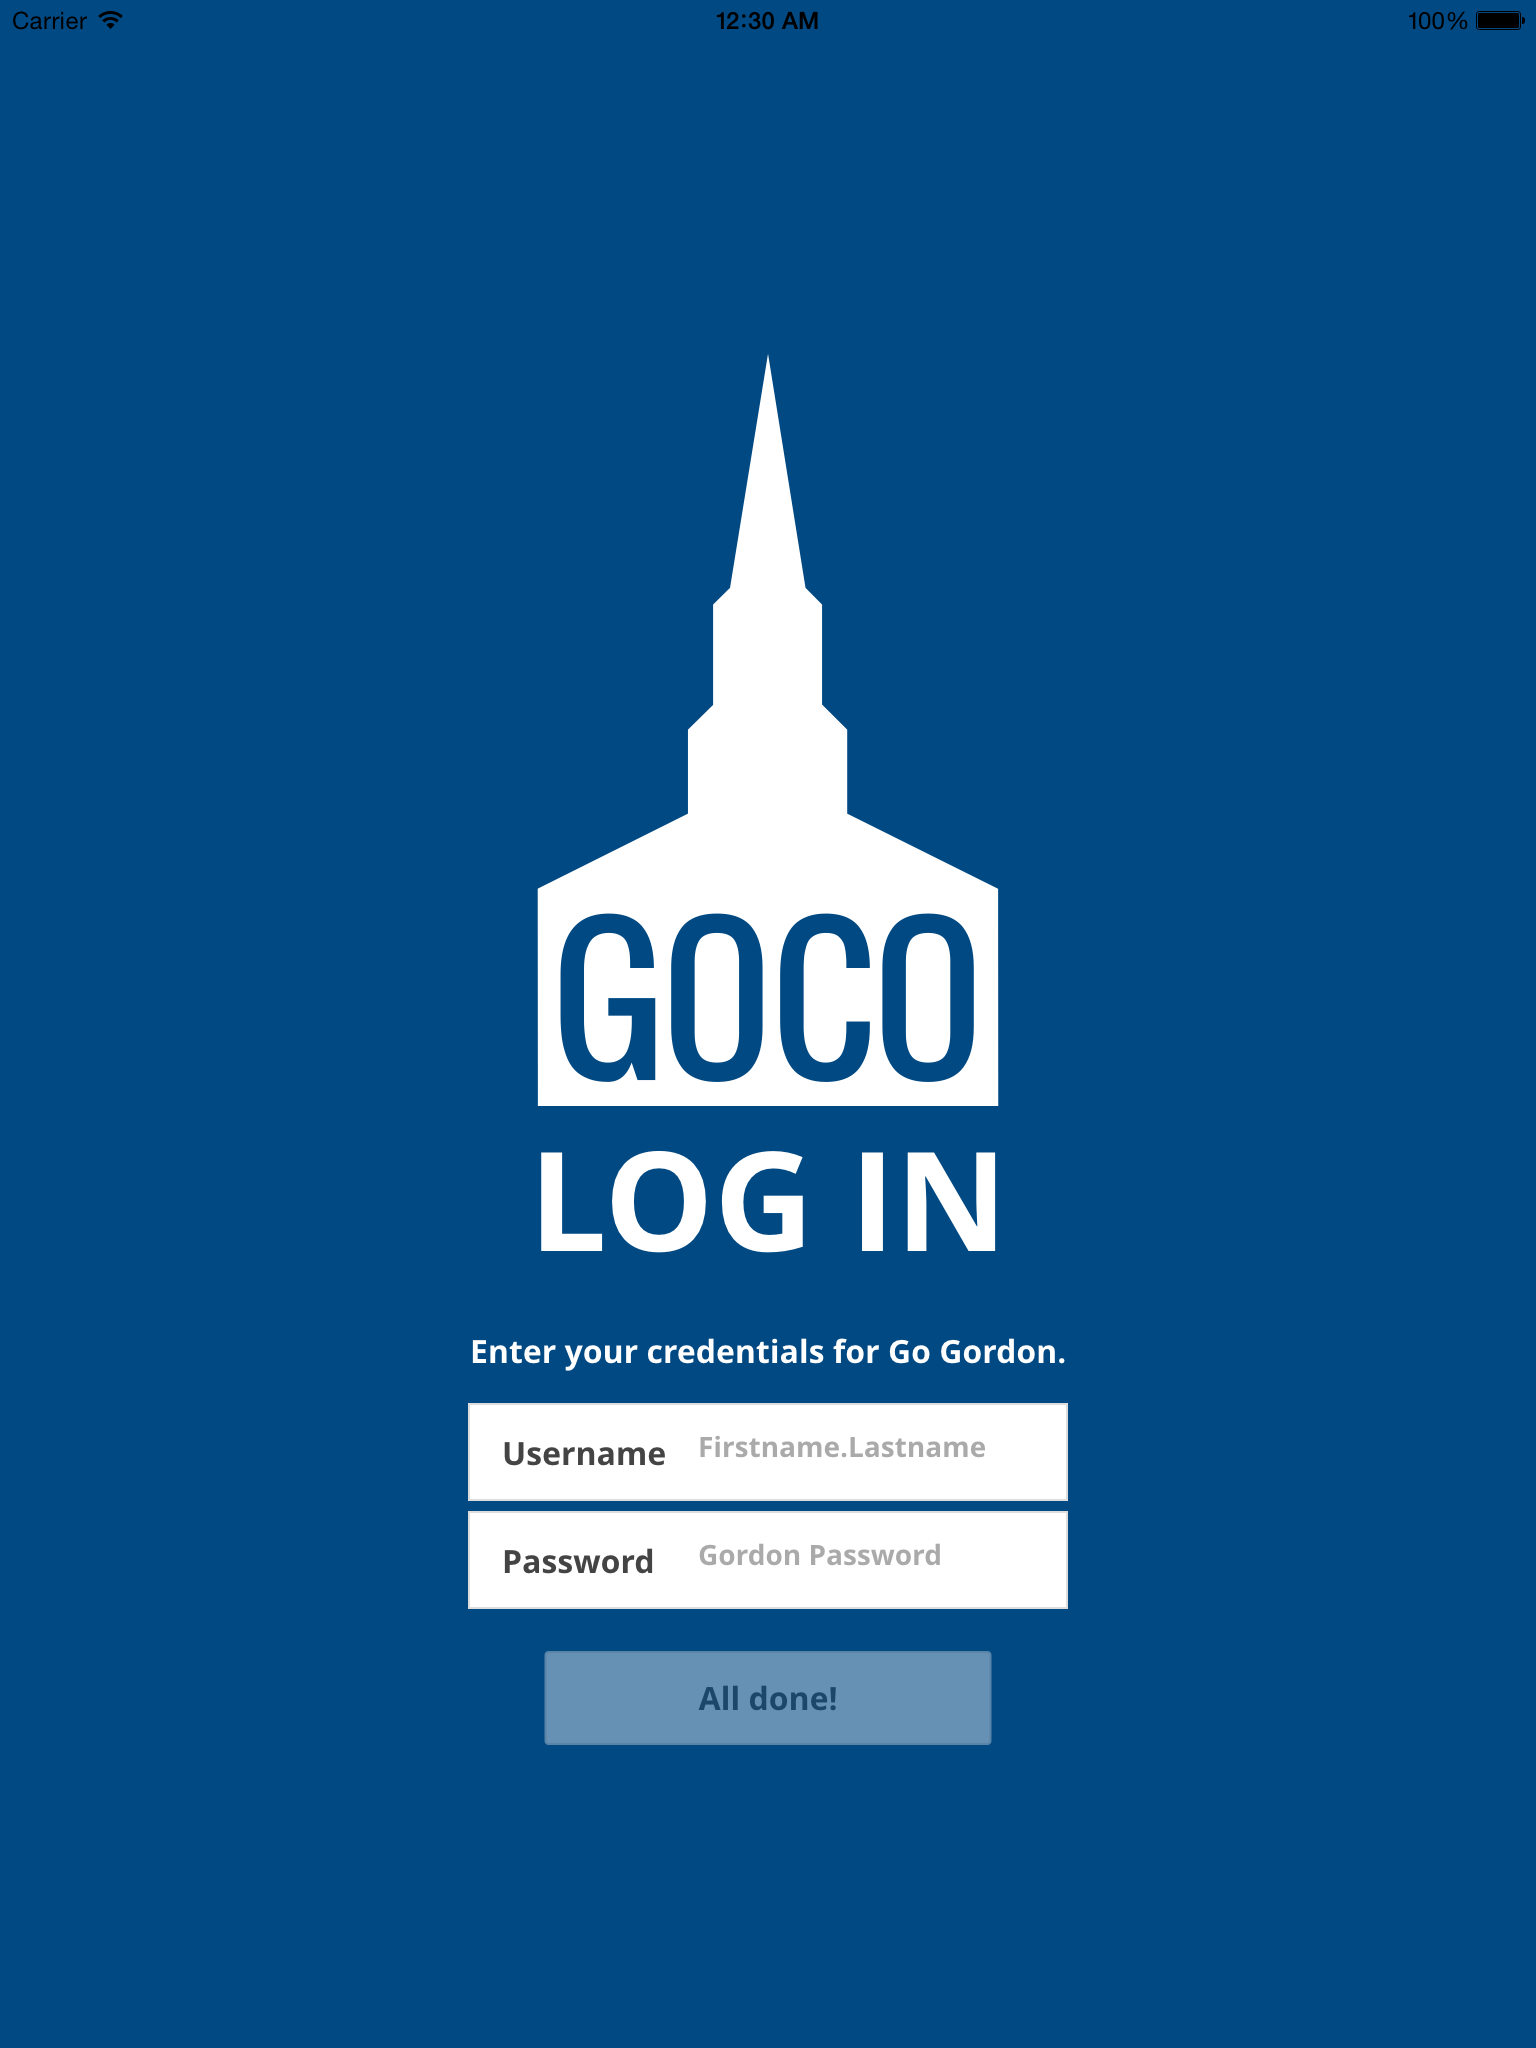 Carrier 12:30 AM 100%
GOCO
LOG IN
Enter your credentials for Go Gordon.
Username Firstname.Lastname
Password Gordon Password
All done!